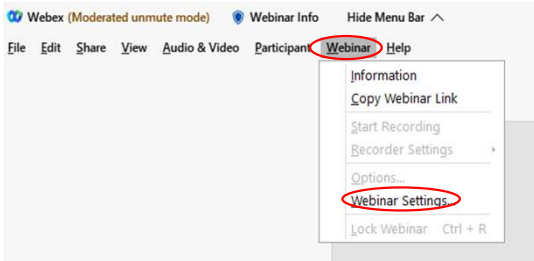 Webex (Moderated unmute mode) Webinar Info Hide Menu Bar
File Edit Share View Audio & Video Participant Webinar Help
Information
Copy Webinar Link
Start Recording
Recorder Settings
Options...
Webinar Settings...
Lock Webinar Ctrl + R